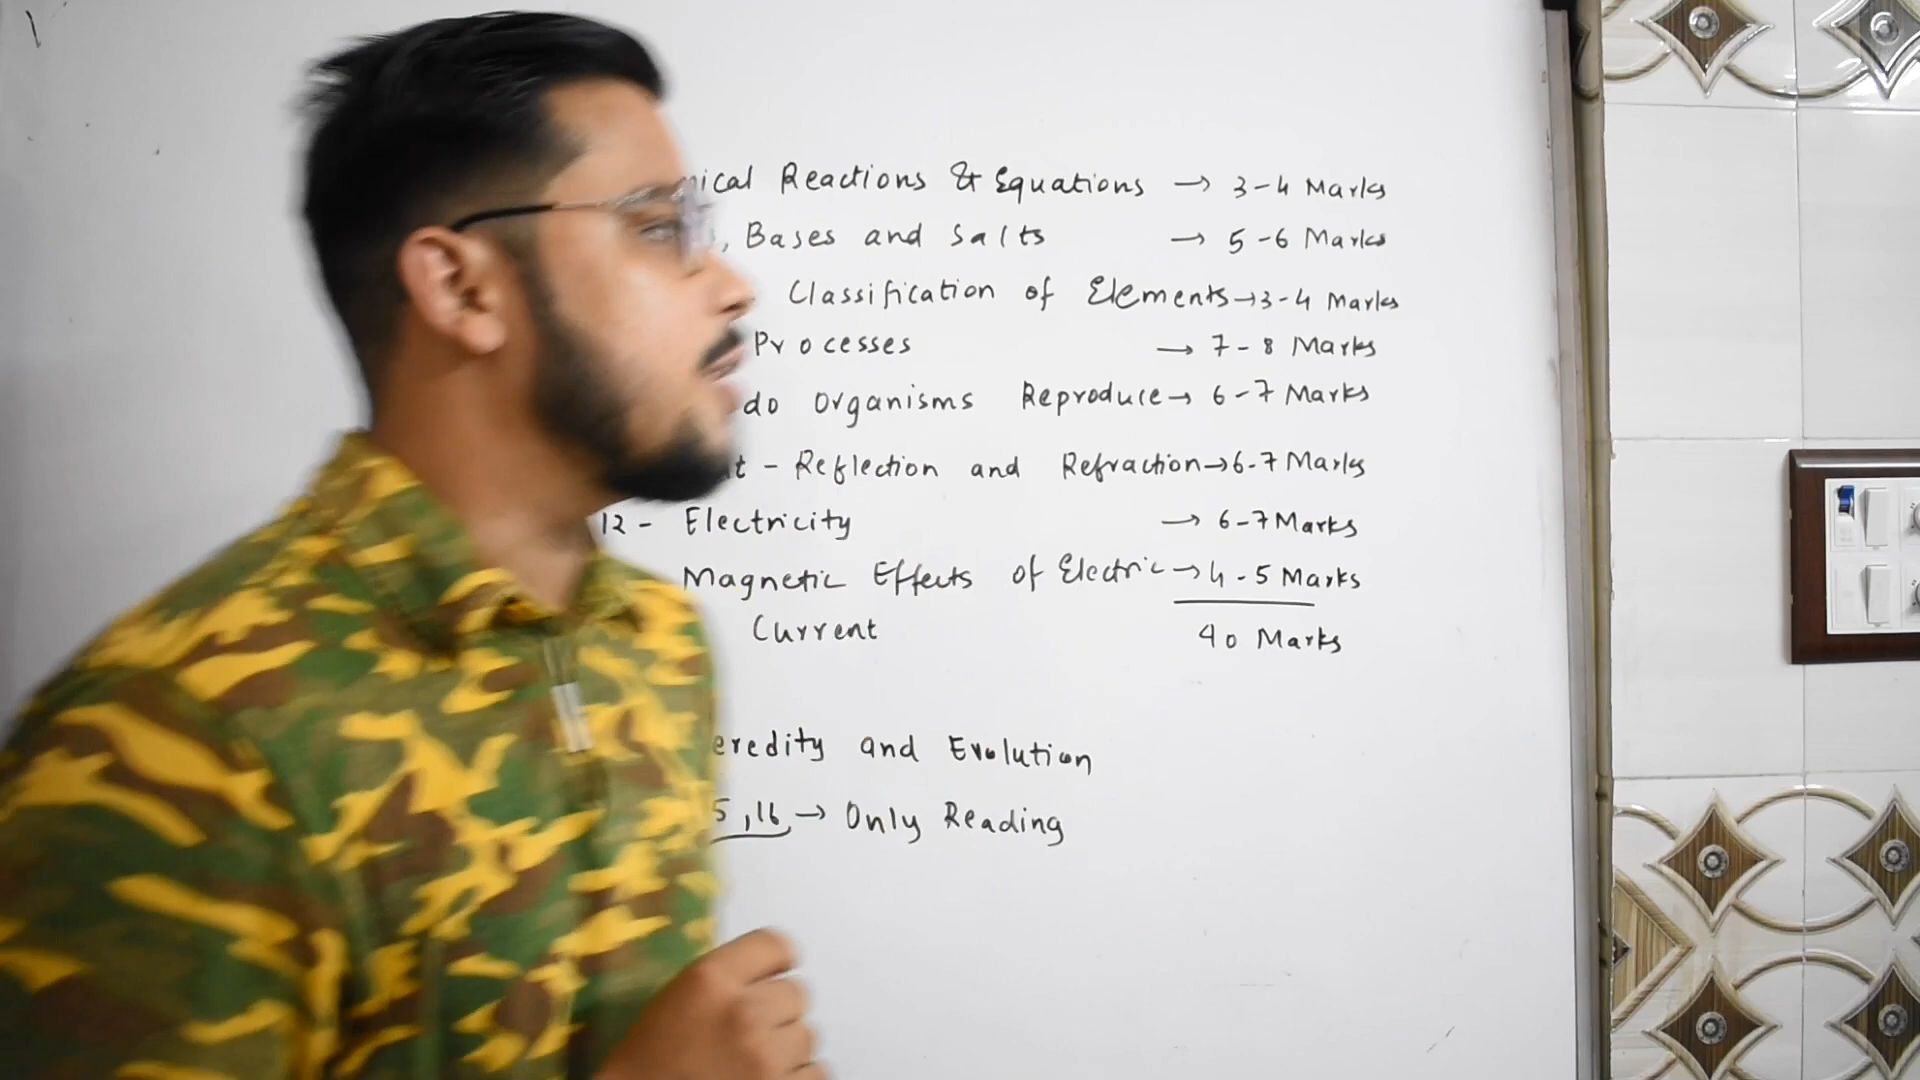 Reactions & Equations → 3-4 Marks
, Bases and Salts → 5-6 Marks
Classification of Elements → 3-4 Marks
Processes → 7-8 Marks
do Organisms Reproduce → 6-7 Marks
- Reflection and Refraction → 6-7 Marks
12 - Electricity → 6-7 Marks
Magnetic Effects of Electric → 4-5 Marks
Current 40 Marks
and Evolution
5, 16 → Only Reading